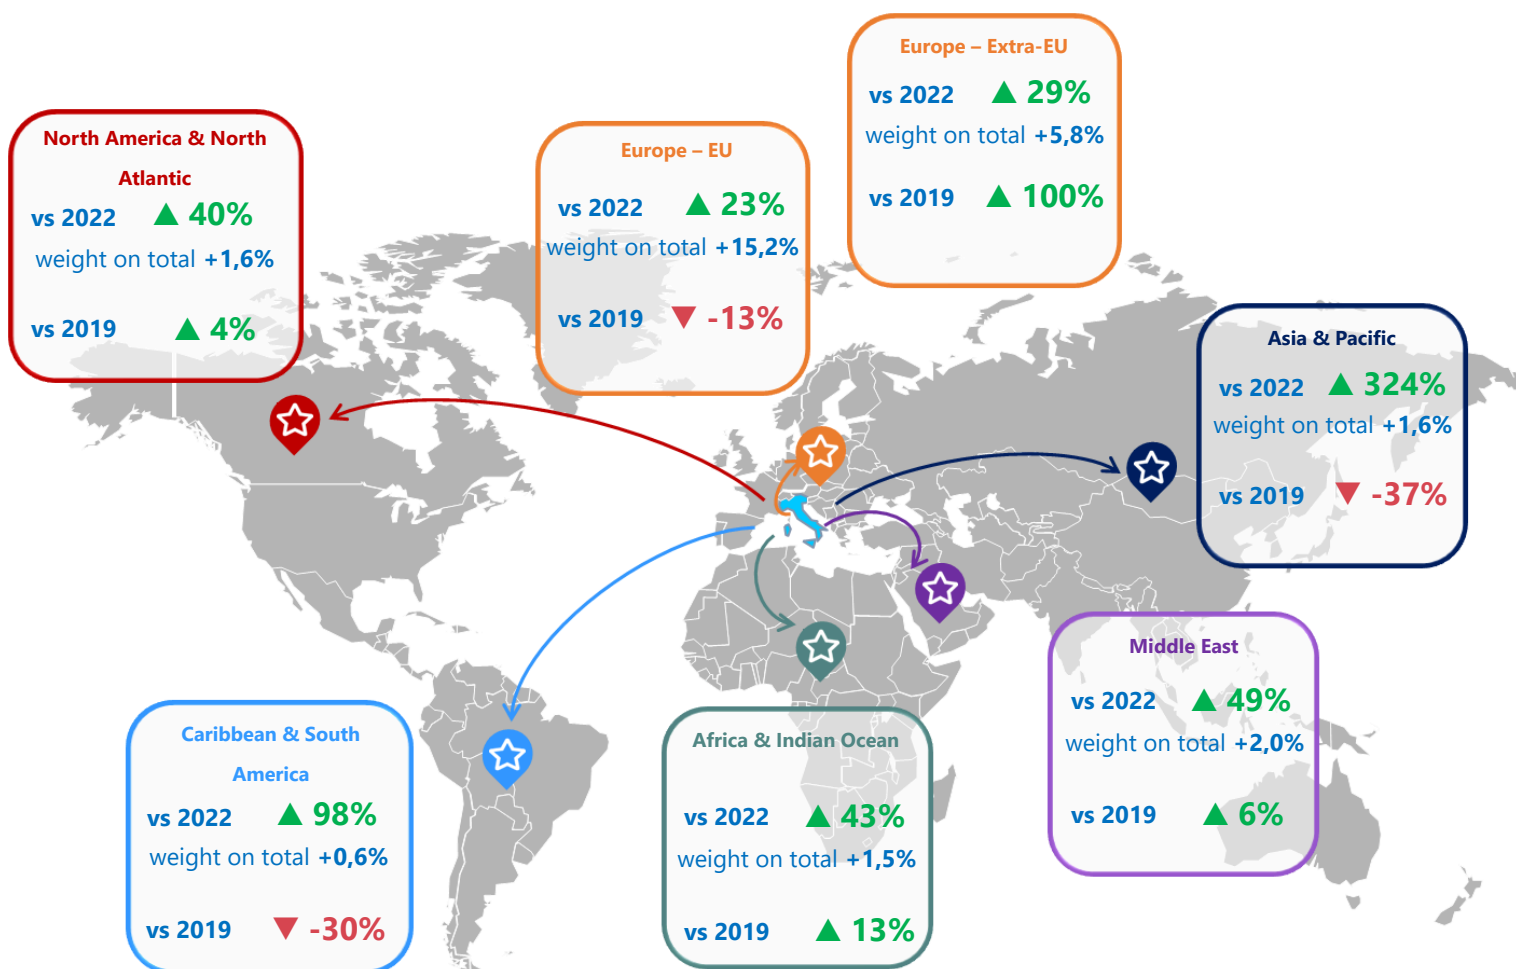 Europe – Extra-EU
vs 2022 ▲ 29%
weight on total +5,8%
vs 2019 ▲ 100%
North America & North
Atlantic
vs 2022 ▲ 40%
weight on total +1,6%
vs 2019 ▲ 4%
Europe – EU
vs 2022 ▲ 23%
weight on total +15,2%
vs 2019 ▼ -13%
Asia & Pacific
vs 2022 ▲ 324%
weight on total +1,6%
vs 2019 ▼ -37%
Middle East
vs 2022 ▲ 49%
weight on total +2,0%
vs 2019 ▲ 6%
Caribbean & South
America
vs 2022 ▲ 98%
weight on total +0,6%
vs 2019 ▼ -30%
Africa & Indian Ocean
vs 2022 ▲ 43%
weight on total +1,5%
vs 2019 ▲ 13%